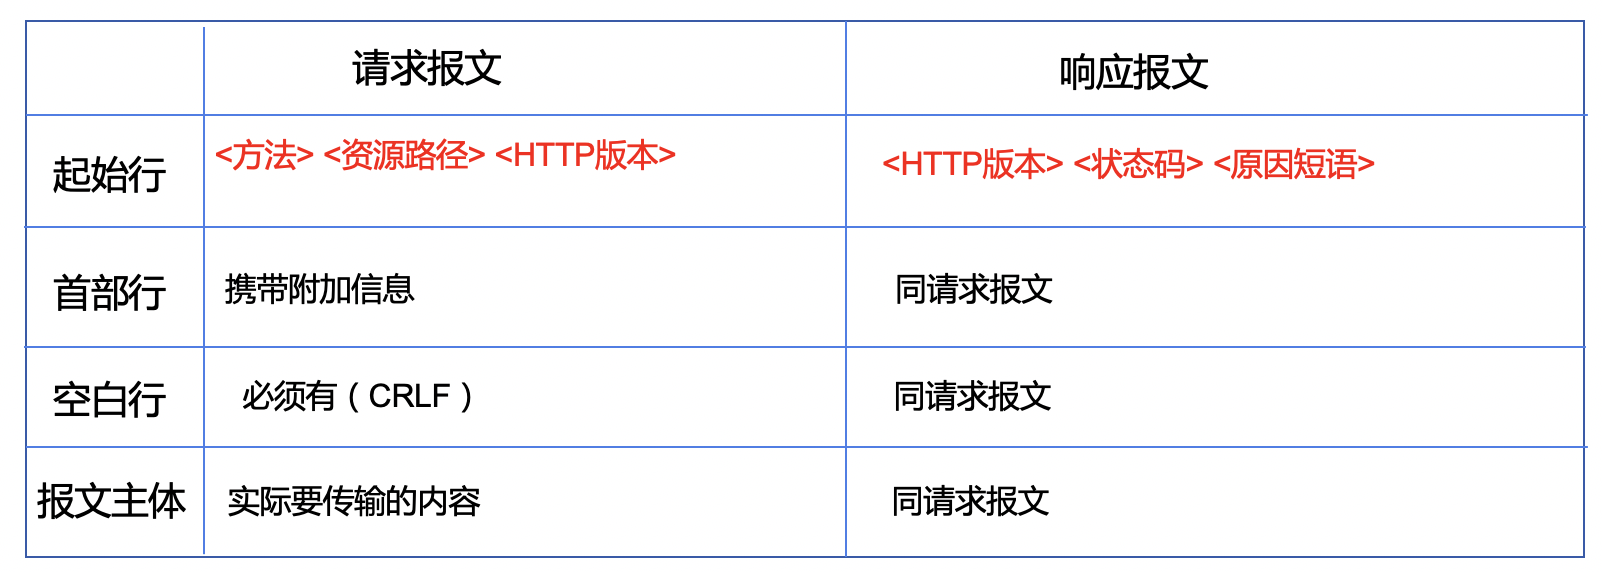 请求报文
响应报文
起始行
<方法> <资源路径> <HTTP版本>
<HTTP版本> <状态码> <原因短语>
首部行
携带附加信息
同请求报文
空白行
必须有（CRLF）
同请求报文
报文主体
实际要传输的内容
同请求报文